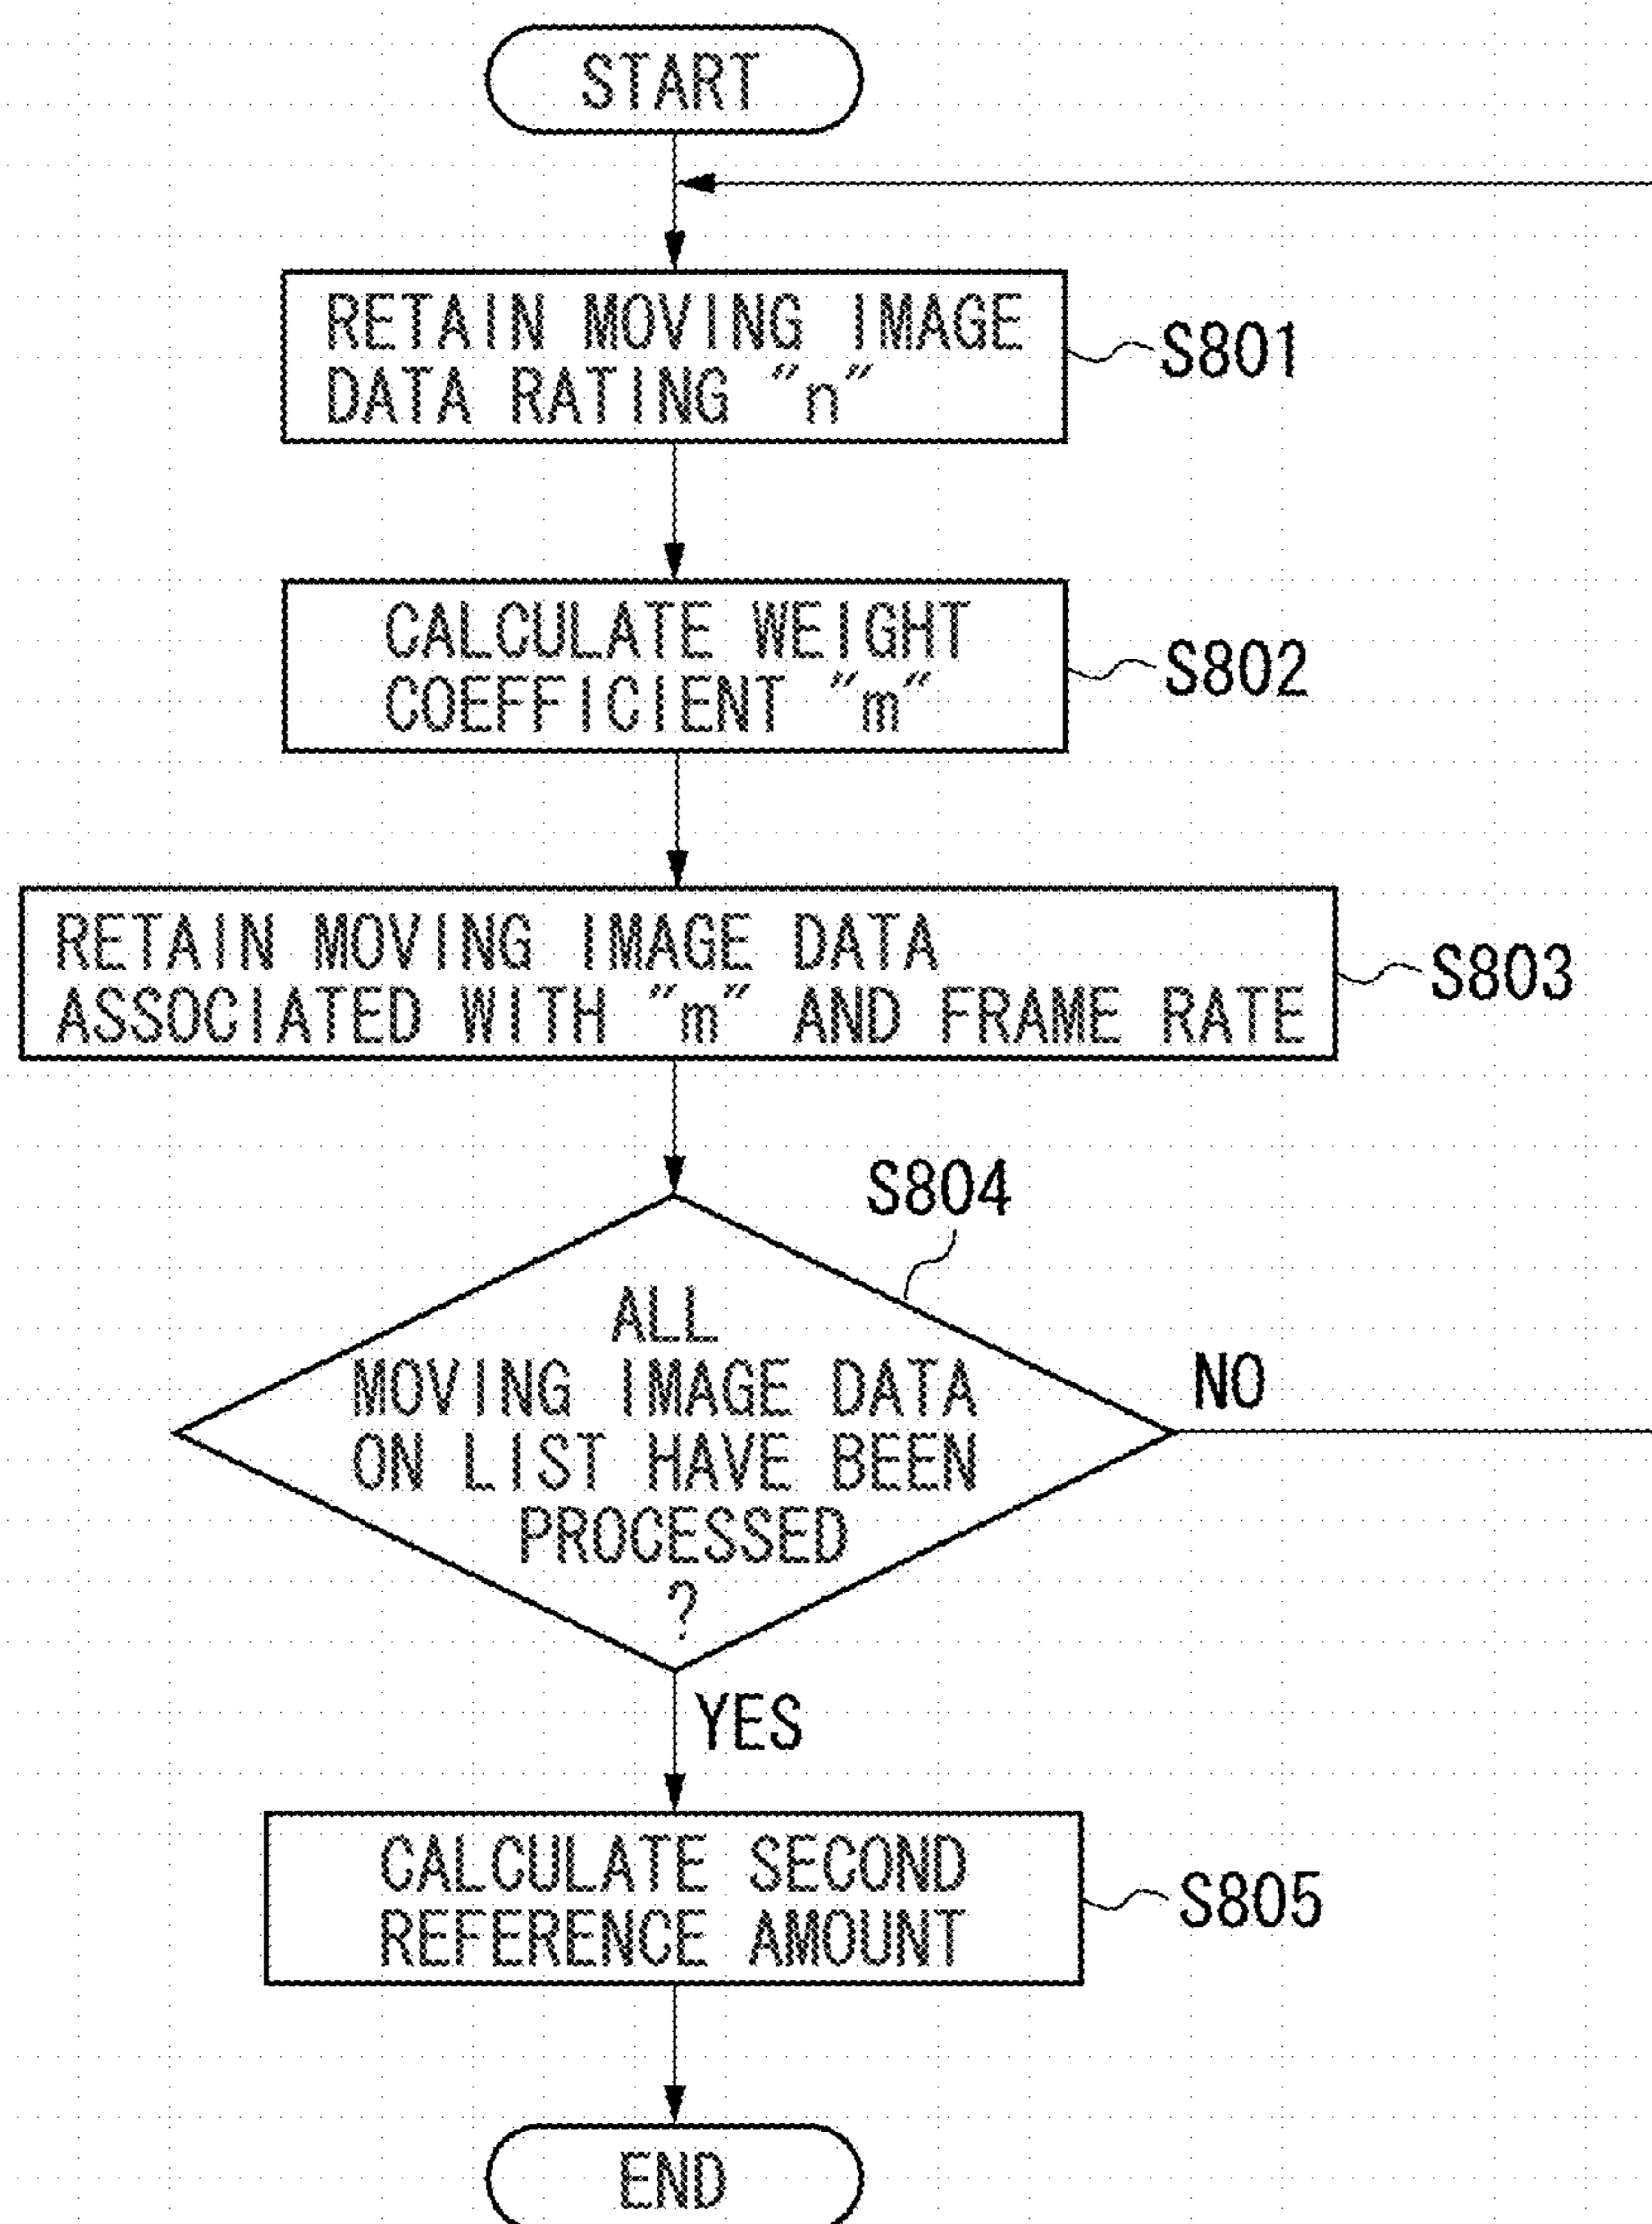 START
RETAIN MOVING IMAGE
DATA RATING "n"
S801
CALCULATE WEIGHT
COEFFICIENT "m"
S802
RETAIN MOVING IMAGE DATA
ASSOCIATED WITH "m" AND FRAME RATE
S803
S804
ALL
MOVING IMAGE DATA
ON LIST HAVE BEEN
PROCESSED
?
NO
YES
CALCULATE SECOND
REFERENCE AMOUNT
S805
END